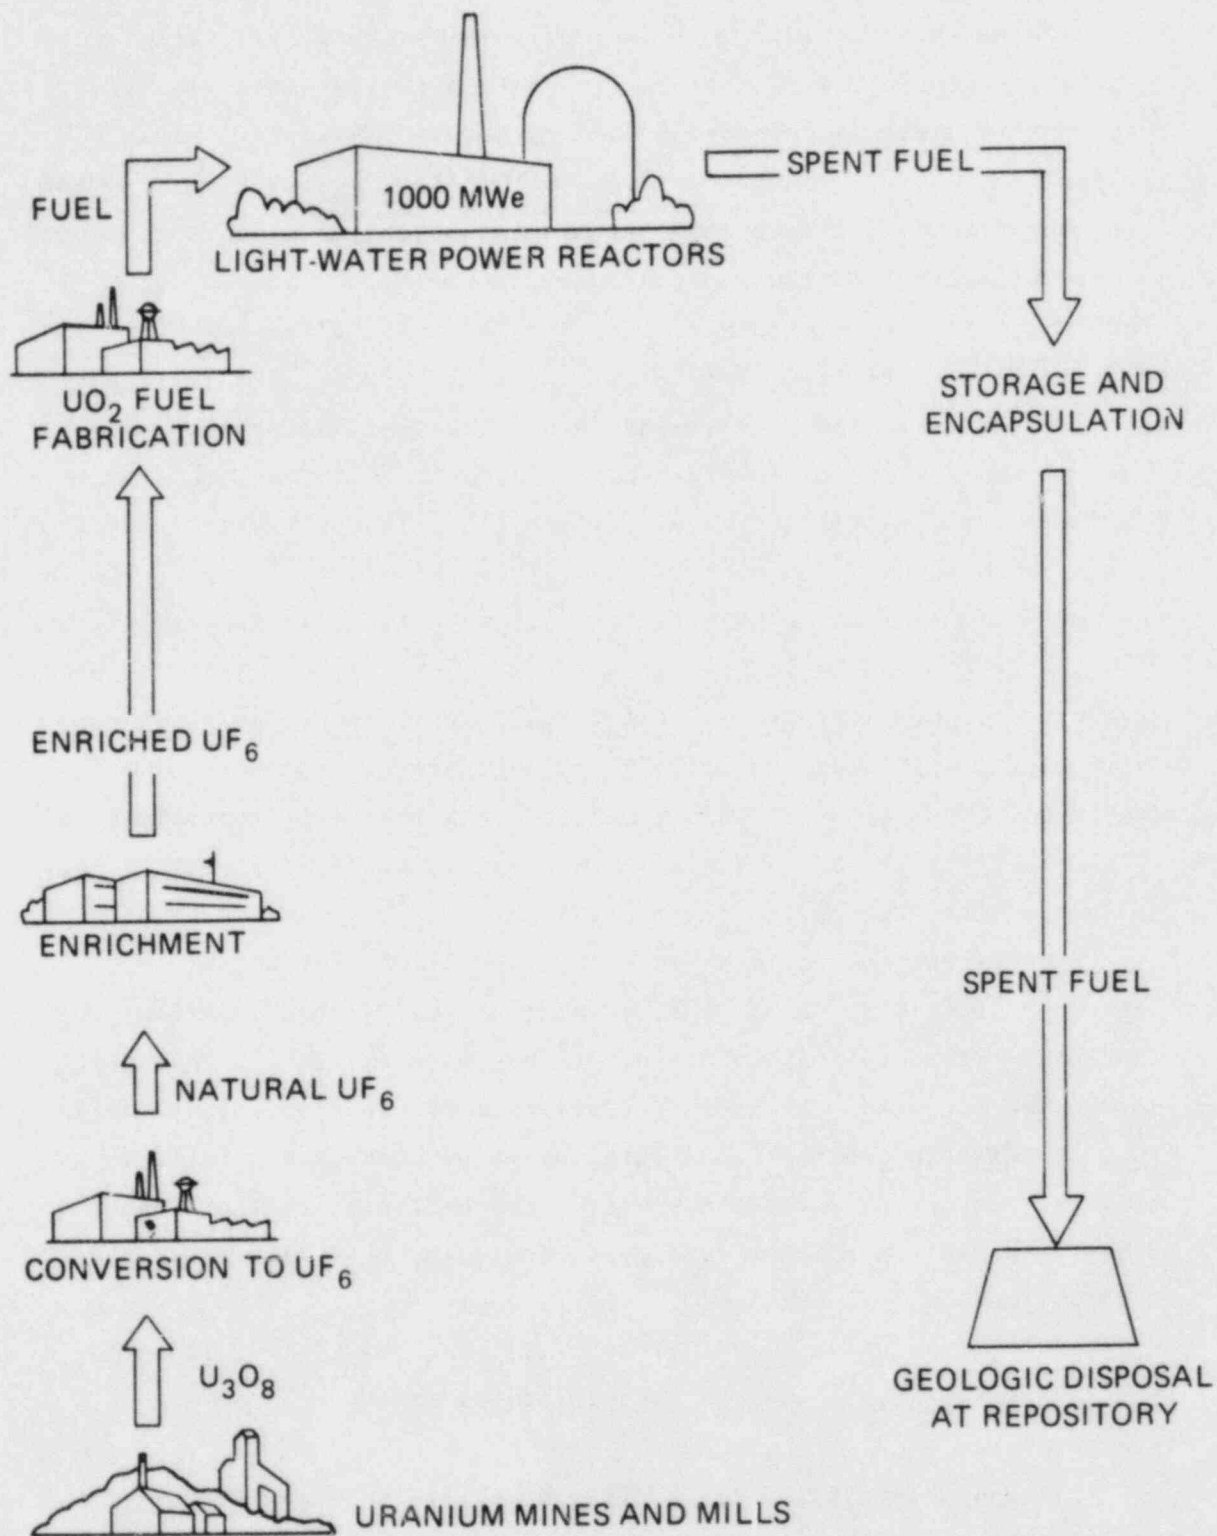 1000 MWe
SPENT FUEL
FUEL
LIGHT-WATER POWER REACTORS
UO₂ FUEL
FABRICATION
STORAGE AND
ENCAPSULATION
ENRICHED UF₆
ENRICHMENT
SPENT FUEL
NATURAL UF₆
CONVERSION TO UF₆
U₃O₈
GEOLOGIC DISPOSAL
AT REPOSITORY
URANIUM MINES AND MILLS